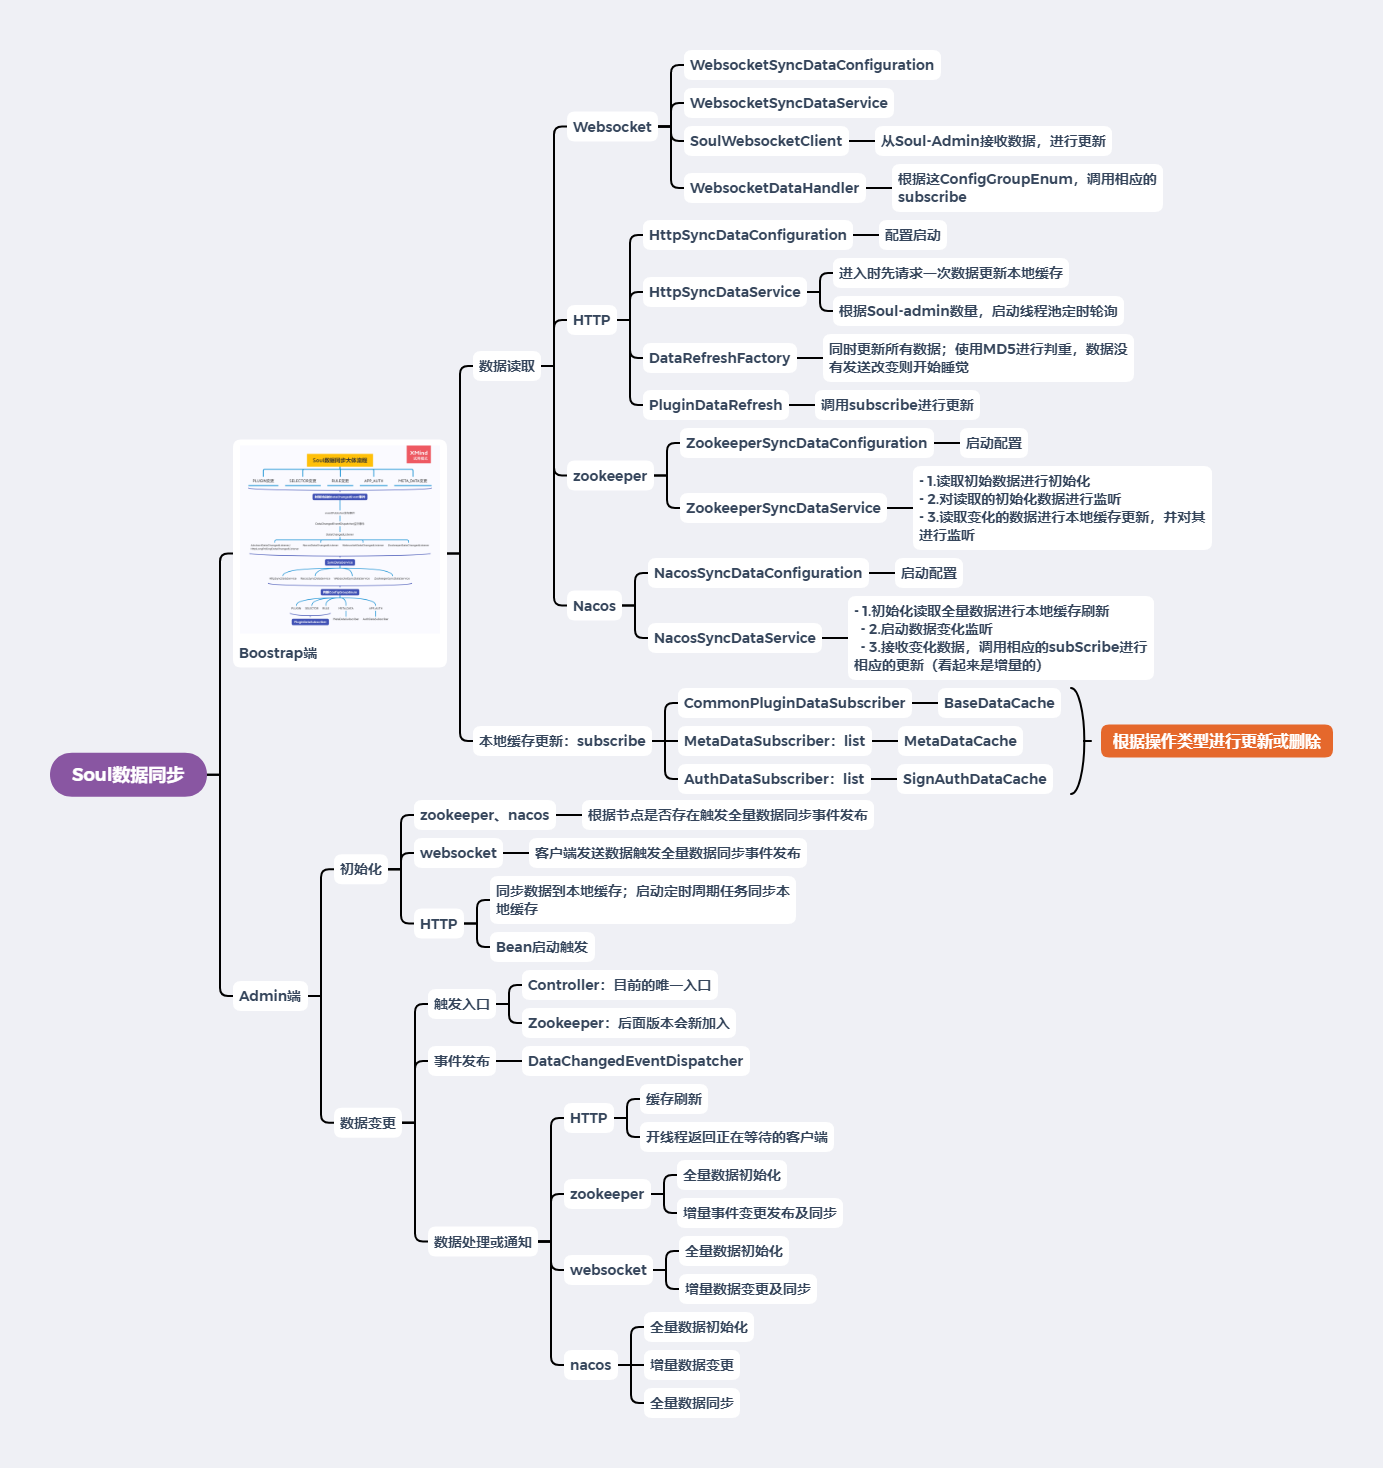 WebsocketSyncDataConfiguration
WebsocketSyncDataService
Websocket
SoulWebsocketClient
从Soul-Admin接收数据，进行更新
WebsocketDataHandler
根据这ConfigGroupEnum，调用相应的
subscribe
HttpSyncDataConfiguration
配置启动
HttpSyncDataService
进入时先请求一次数据更新本地缓存
根据Soul-admin数量，启动线程池定时轮询
HTTP
DataRefreshFactory
同时更新所有数据；使用MD5进行判重，数据没
有发送改变则开始睡觉
数据读取
PluginDataRefresh
调用subscribe进行更新
ZookeeperSyncDataConfiguration
启动配置
zookeeper
ZookeeperSyncDataService
- 1.读取初始数据进行初始化
- 2.对读取的初始化数据进行监听
- 3.读取变化的数据进行本地缓存更新，并对其
进行监听
NacosSyncDataConfiguration
启动配置
Nacos
NacosSyncDataService
- 1.初始化读取全量数据进行本地缓存刷新
- 2.启动数据变化监听
- 3.接收变化数据，调用相应的subScribe进行
相应的更新（看起来是增量的）
XMind
Soul数据同步大体流程
Boostrap端
本地缓存更新：subscribe
CommonPluginDataSubscriber
BaseDataCache
MetaDataSubscriber：list
MetaDataCache
AuthDataSubscriber：list
SignAuthDataCache
根据操作类型进行更新或删除
Soul数据同步
zookeeper、nacos
根据节点是否存在触发全量数据同步事件发布
websocket
客户端发送数据触发全量数据同步事件发布
初始化
HTTP
同步数据到本地缓存；启动定时周期任务同步本
地缓存
Bean启动触发
Admin端
触发入口
Controller：目前的唯一入口
Zookeeper：后面版本会新加入
事件发布
DataChangedEventDispatcher
数据变更
HTTP
缓存刷新
开线程返回正在等待的客户端
zookeeper
全量数据初始化
增量事件变更发布及同步
数据处理或通知
websocket
全量数据初始化
增量数据变更及同步
nacos
全量数据初始化
增量数据变更
全量数据同步